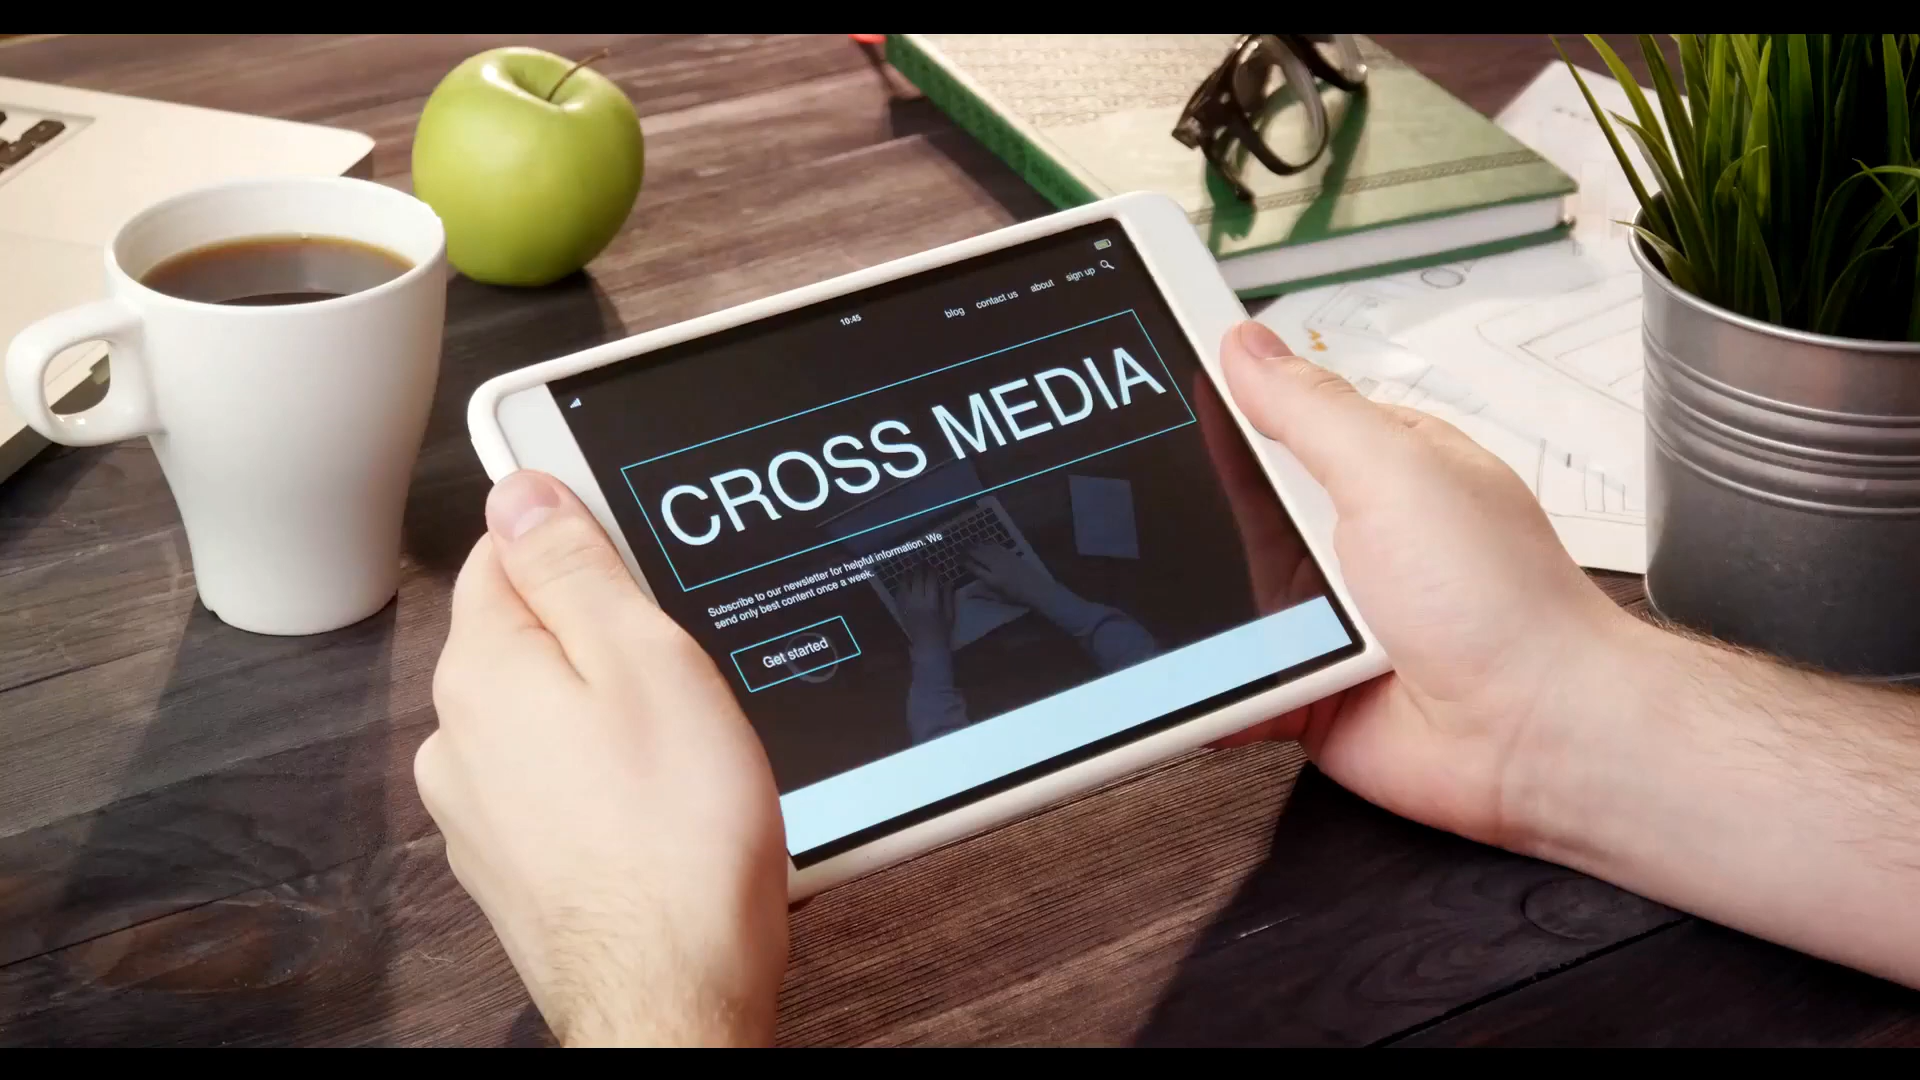 10:45
blog contact us about sign up
CROSS MEDIA
Subscribe to our newsletter for helpful information. We
send only best content once a week.
Get started